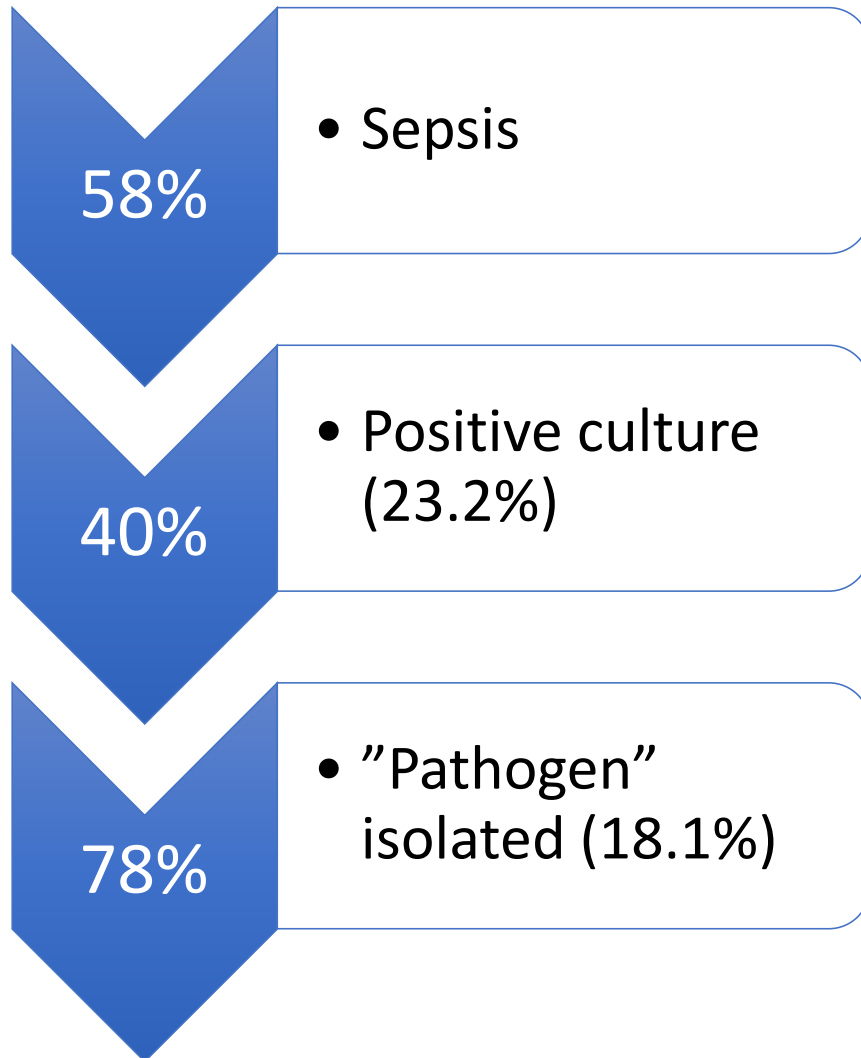 58%
• Sepsis
40%
• Positive culture
(23.2%)
78%
• ”Pathogen”
isolated (18.1%)